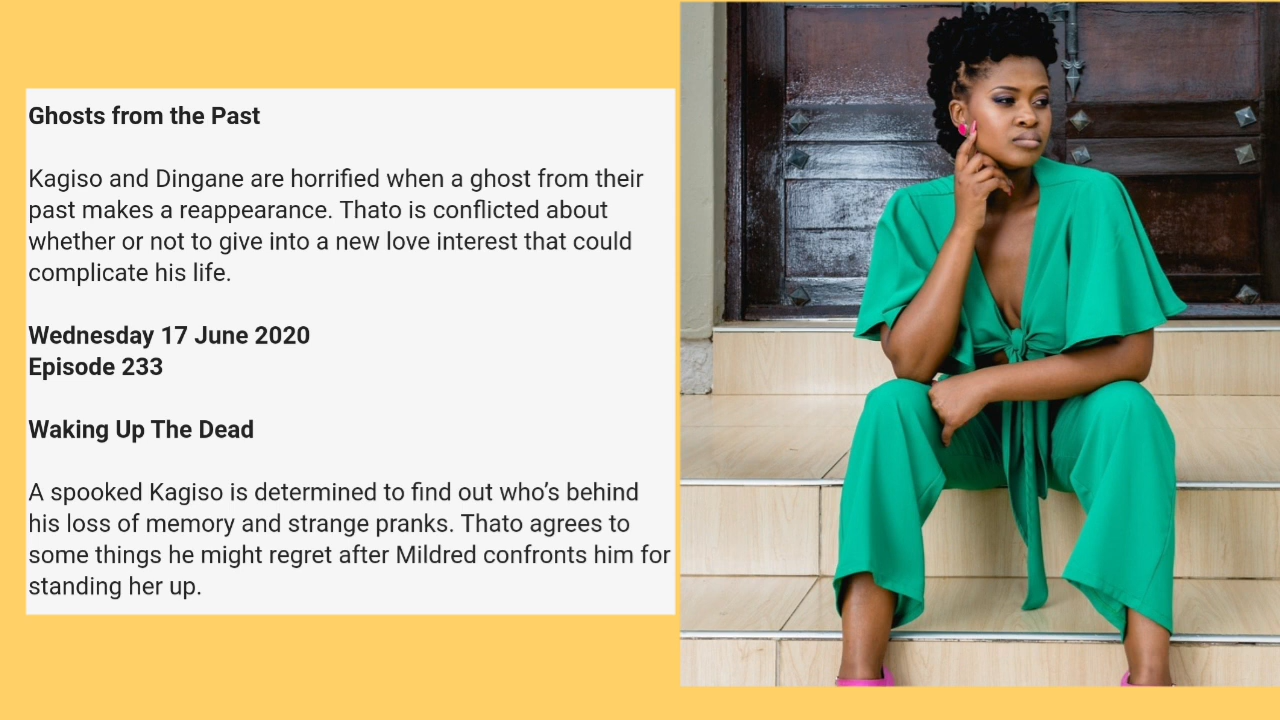 Ghosts from the Past
Kagiso and Dingane are horrified when a ghost from their
past makes a reappearance. Thato is conflicted about
whether or not to give into a new love interest that could
complicate his life.
Wednesday 17 June 2020
Episode 233
Waking Up The Dead
A spooked Kagiso is determined to find out who’s behind
his loss of memory and strange pranks. Thato agrees to
some things he might regret after Mildred confronts him for
standing her up.